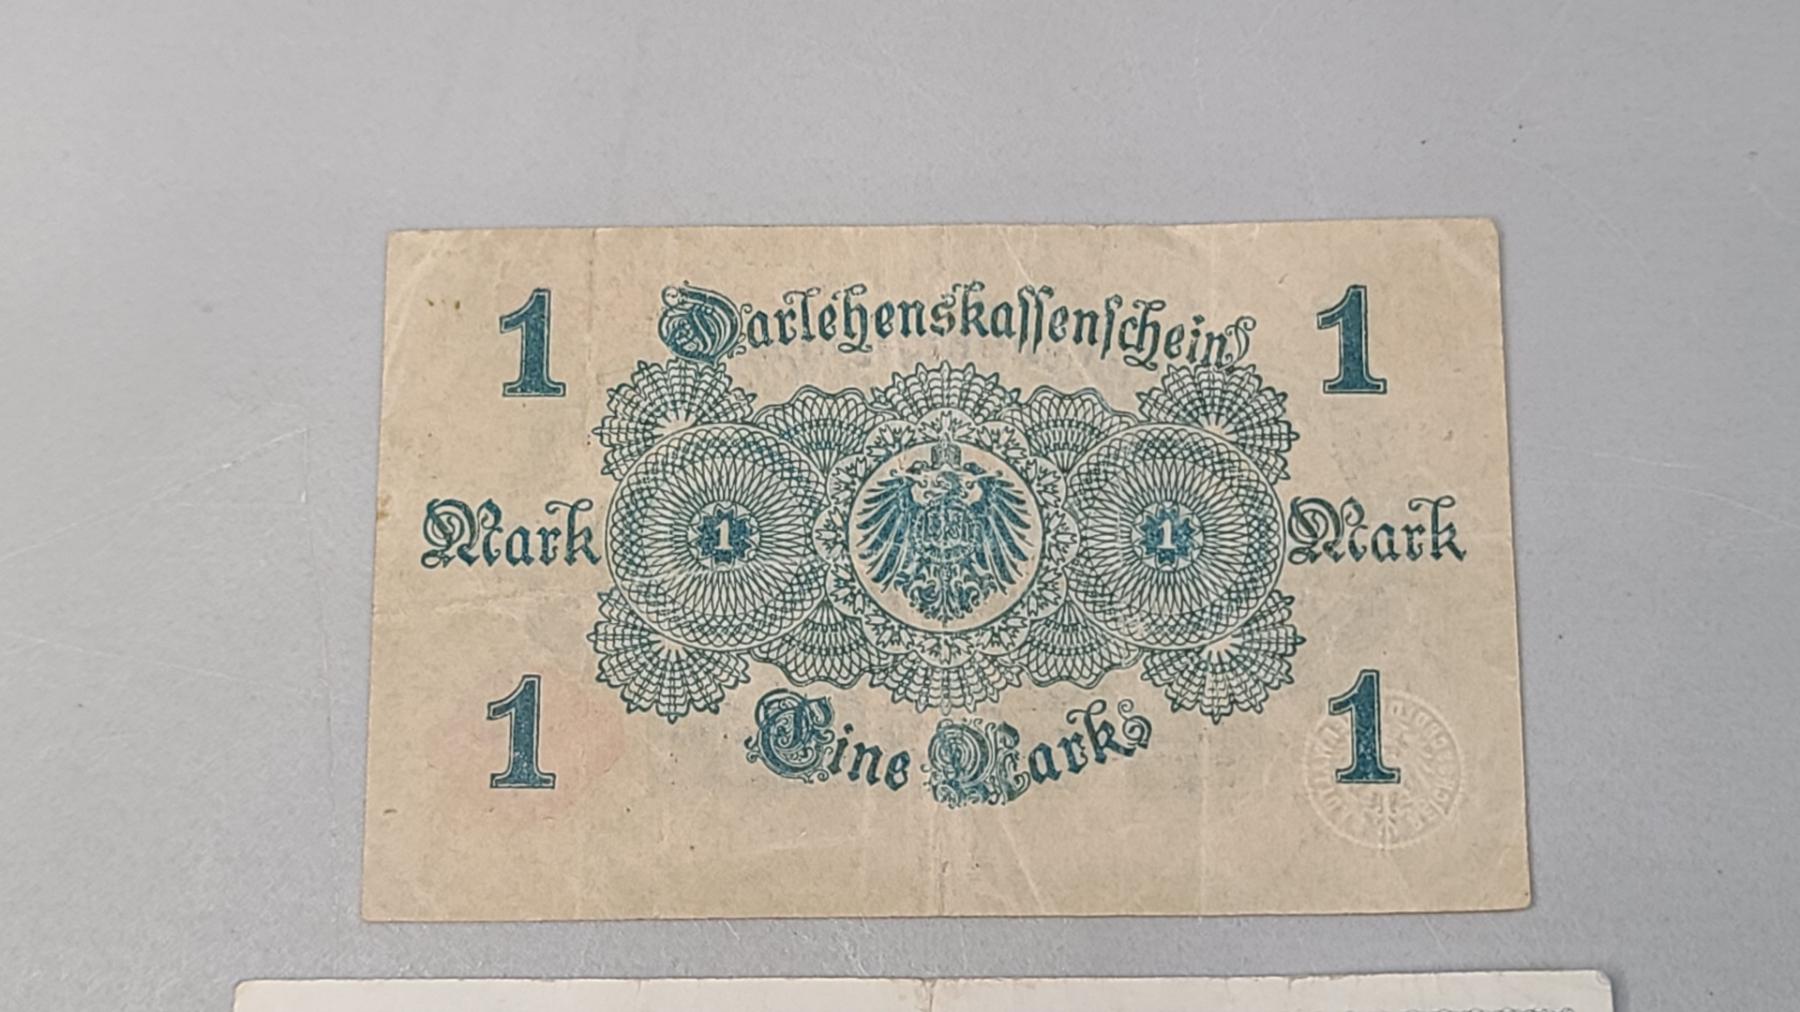 1 Darlehenskassenschein 1
Mark 1 1 Mark
1 Eine Mark 1